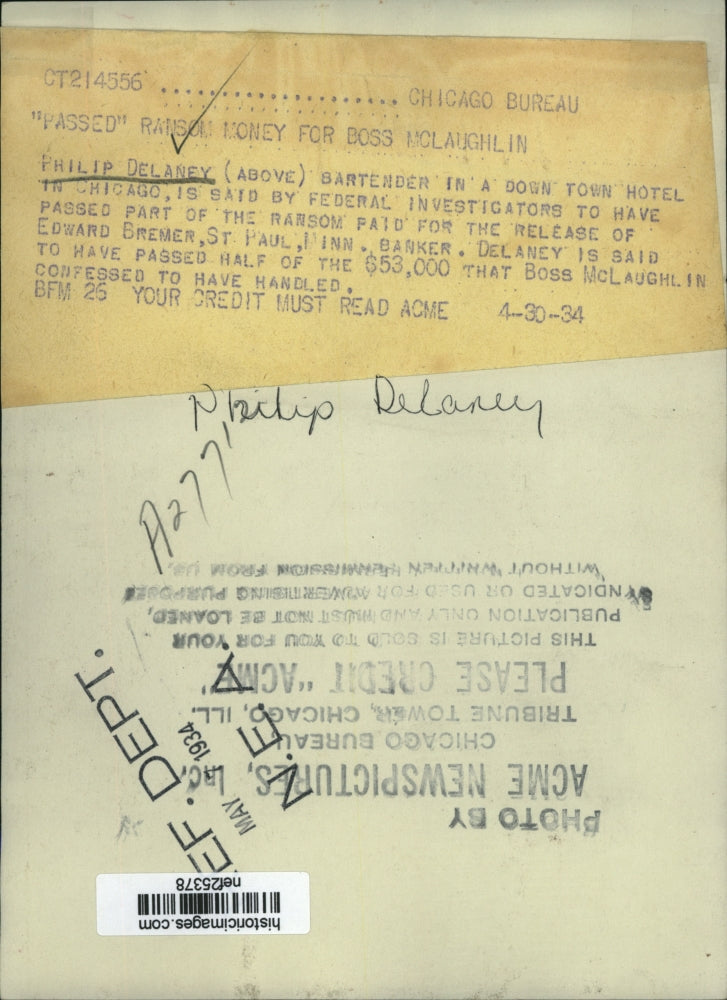 CT214556 .................... CHICAGO BUREAU
"PASSED" RANSOM MONEY FOR BOSS MCLAUGHLIN
PHILIP DELANEY (ABOVE) BARTENDER IN A DOWN TOWN HOTEL
IN CHICAGO, IS SAID BY FEDERAL INVESTIGATORS TO HAVE
PASSED PART OF THE RANSOM PAID FOR THE RELEASE OF
EDWARD BREMER, ST PAUL, MINN. BANKER. DELANEY IS SAID
TO HAVE PASSED HALF OF THE $53,000 THAT BOSS MCLAUGHLIN
CONFESSED TO HAVE HANDLED.
BFM 26 YOUR CREDIT MUST READ ACME 4-30-34
Philip Delaney
A2771
PHOTO BY
ACME NEWSPICTURES, INC.
CHICAGO BUREAU
TRIBUNE TOWER, CHICAGO, ILL.
PLEASE CREDIT "ACME"
THIS PICTURE IS SOLD TO YOU FOR YOUR
PUBLICATION ONLY AND MUST NOT BE LOANED,
SYNDICATED OR USED FOR ADVERTISING PURPOSES
WITHOUT WRITTEN PERMISSION FROM US.
REF. DEPT.
MAY 1934
N.E.A.
historicimages.com
nef25378